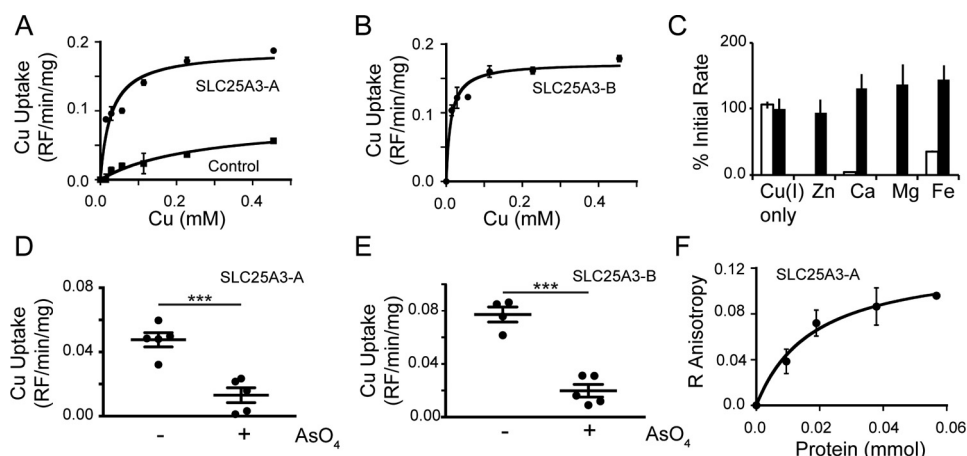 A
B
C
Cu Uptake
(RF/min/mg)
0.2
0.1
0.0
SLC25A3-A
Control
0.0
0.2
0.4
Cu (mM)
Cu Uptake
(RF/min/mg)
0.2
0.1
0.0
SLC25A3-B
0.0
0.2
0.4
Cu (mM)
% Initial Rate
200
100
0
Cu(I) only
Zn
Ca
Mg
Fe
D
E
F
Cu Uptake
(RF/min/mg)
0.08
0.04
0.00
SLC25A3-A
***
- + AsO4
Cu Uptake
(RF/min/mg)
0.08
0.04
0.00
SLC25A3-B
***
- + AsO4
R Anisotropy
0.12
0.08
0.04
0.00
SLC25A3-A
0.0
0.02
0.04
0.06
Protein (mmol)